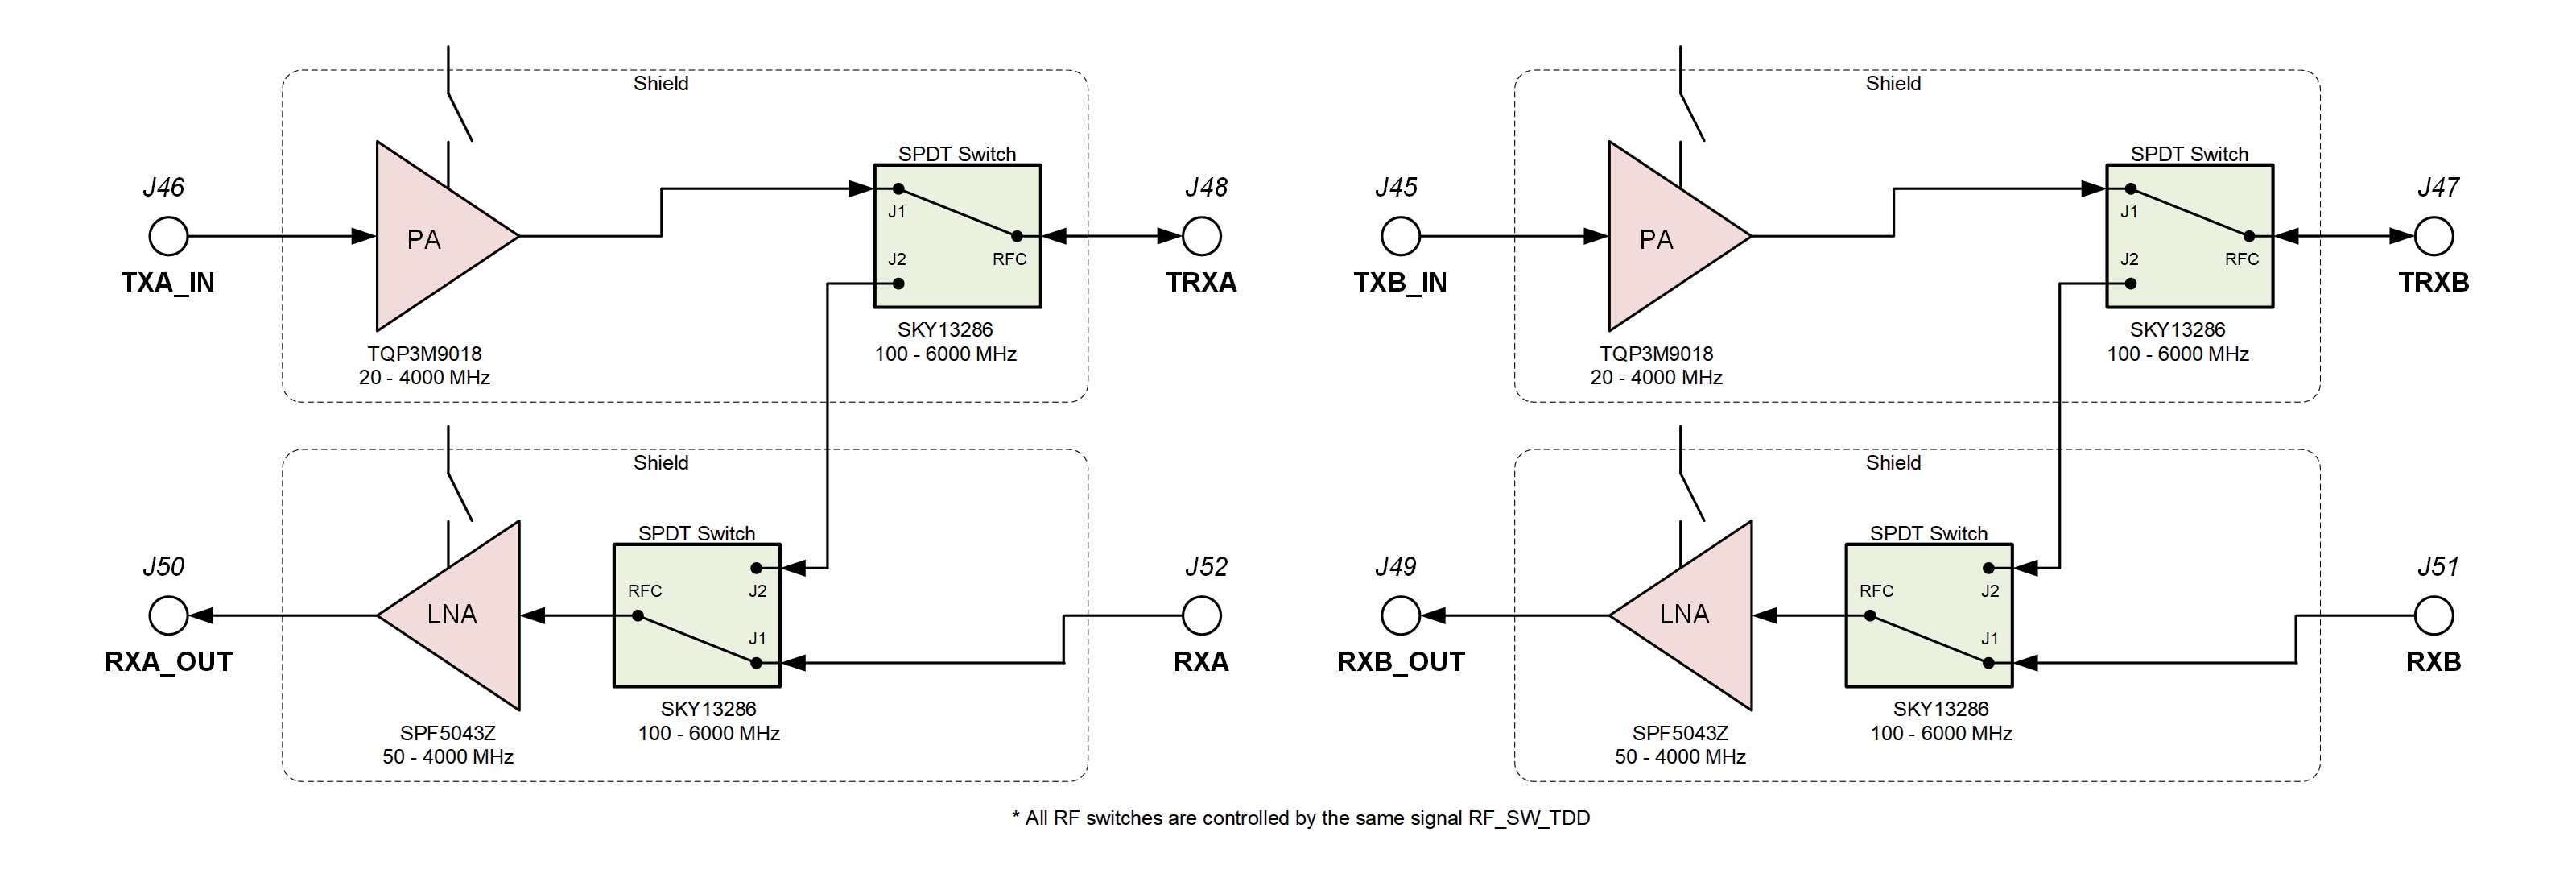 Shield
SPDT Switch
J46
TXA_IN
PA
TQP3M9018
20 - 4000 MHz
J1
J2
RFC
SKY13286
100 - 6000 MHz
J48
TRXA
Shield
SPDT Switch
J50
RXA_OUT
LNA
SPF5043Z
50 - 4000 MHz
RFC
J2
J1
SKY13286
100 - 6000 MHz
J52
RXA
Shield
SPDT Switch
J45
TXB_IN
PA
TQP3M9018
20 - 4000 MHz
J1
J2
RFC
SKY13286
100 - 6000 MHz
J47
TRXB
Shield
SPDT Switch
J49
RXB_OUT
LNA
SPF5043Z
50 - 4000 MHz
RFC
J2
J1
SKY13286
100 - 6000 MHz
J51
RXB
* All RF switches are controlled by the same signal RF_SW_TDD